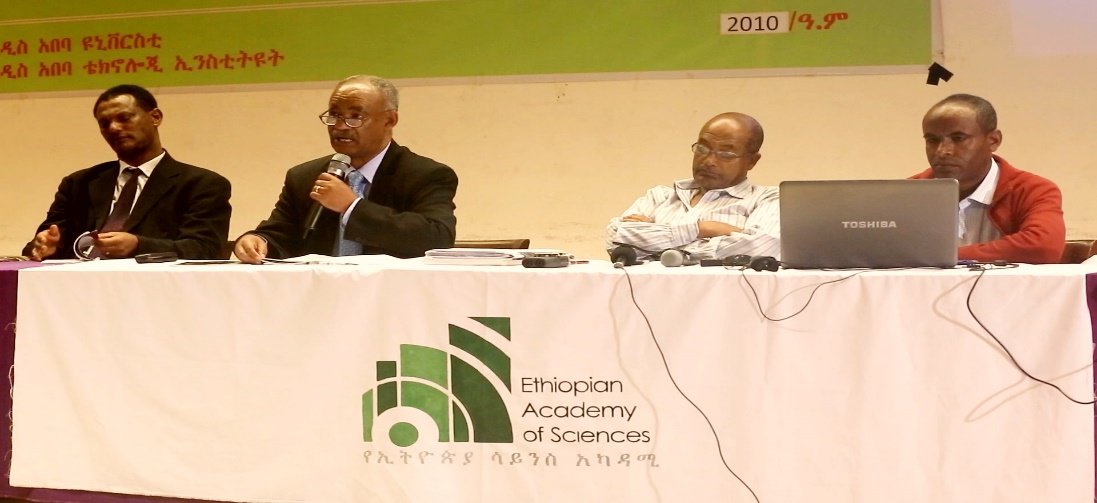 ዲስ አበባ ዩኒቨርስቲ
ዲስ አበባ ቴክኖሎጂ ኢንስቲትዩት
2010/ዓ.ም
TOSHIBA
Ethiopian
Academy
of Sciences
የኢትዮጵያ ሳይንስ አካዳሚ